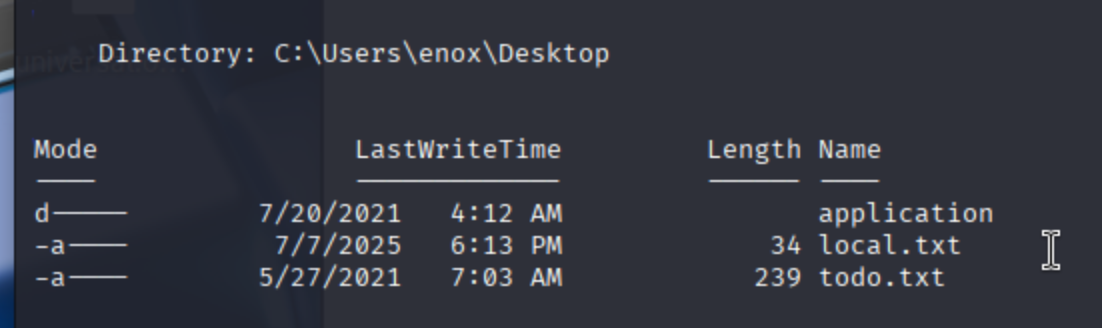 Directory: C:\Users\enox\Desktop
Mode LastWriteTime Length Name
---- ------------- ------ ----
d----- 7/20/2021 4:12 AM application
-a---- 7/7/2025 6:13 PM 34 local.txt
-a---- 5/27/2021 7:03 AM 239 todo.txt